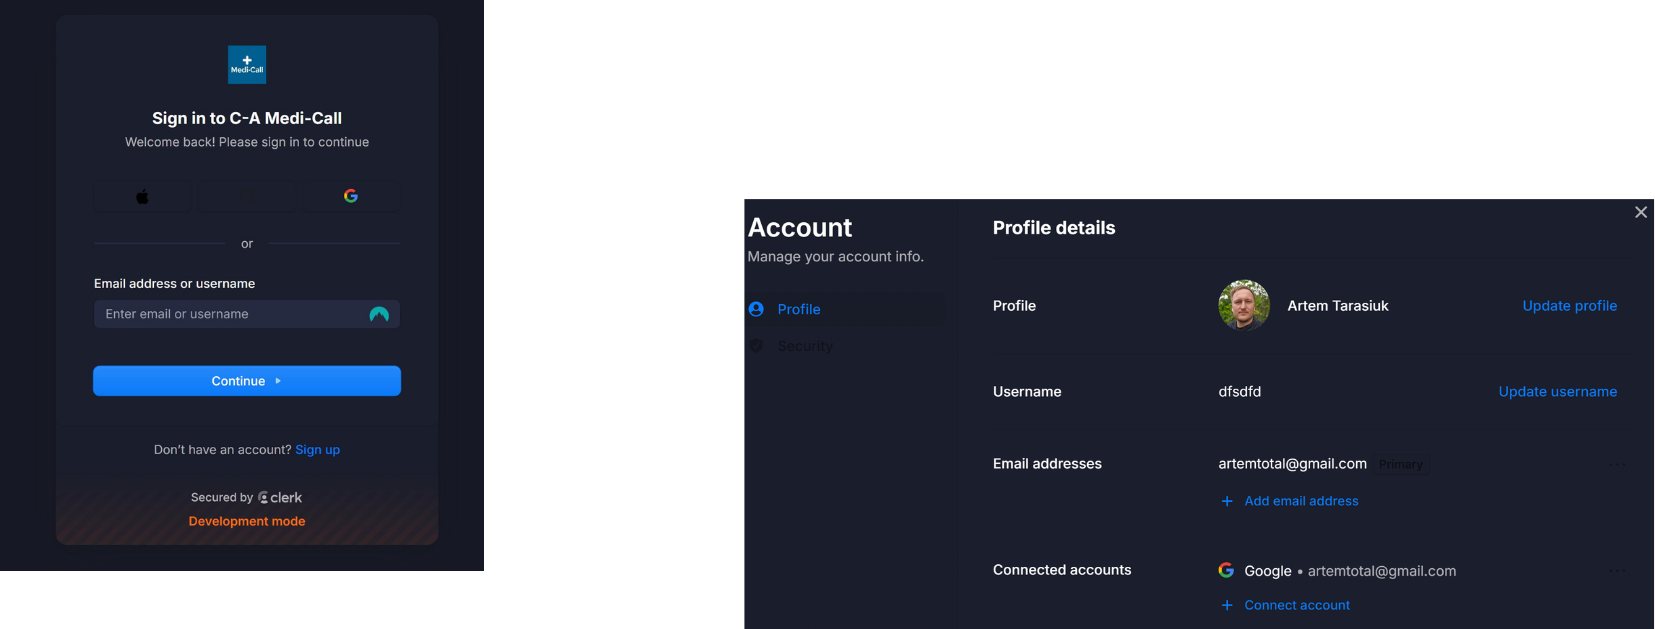 Medi-Call
Sign in to C-A Medi-Call
Welcome back! Please sign in to continue
or
Email address or username
Enter email or username
Continue
Don't have an account? Sign up
Secured by clerk
Development mode
Account
Manage your account info.
Profile
Security
Profile details
Profile
Artem Tarasiuk
Update profile
Username
dfsdfd
Update username
Email addresses
artemtotal@gmail.com Primary
+ Add email address
Connected accounts
Google • artemtotal@gmail.com
+ Connect account